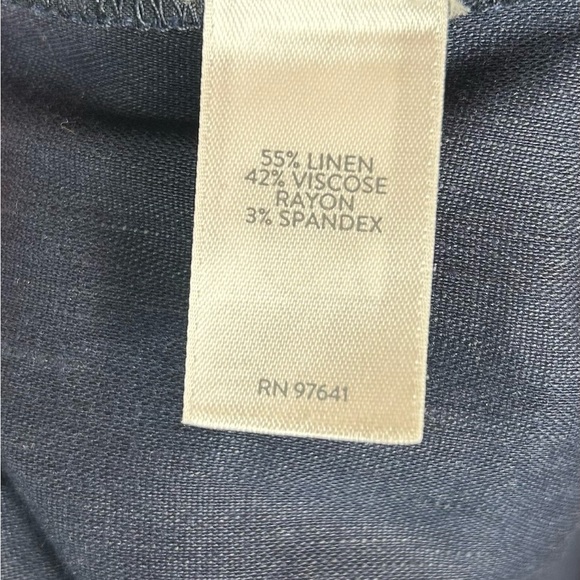 55% LINEN
42% VISCOSE
RAYON
3% SPANDEX
RN 97641